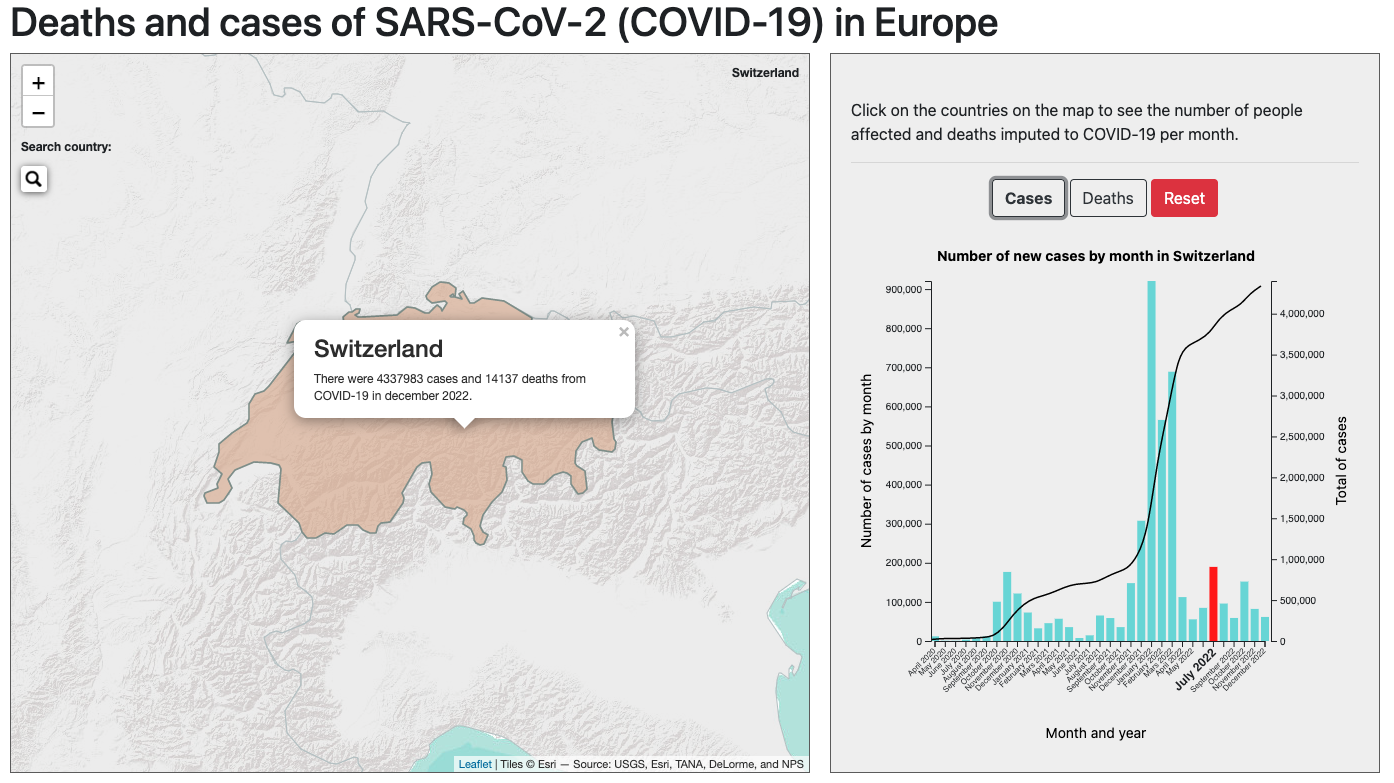 Deaths and cases of SARS-CoV-2 (COVID-19) in Europe
+
−
Search country:
Switzerland
Switzerland
×
There were 4337983 cases and 14137 deaths from
COVID-19 in december 2022.
Leaflet | Tiles © Esri — Source: USGS, Esri, TANA, DeLorme, and NPS
Click on the countries on the map to see the number of people
affected and deaths imputed to COVID-19 per month.
Cases Deaths Reset
Number of new cases by month in Switzerland
Number of cases by month
900,000
800,000
700,000
600,000
500,000
400,000
300,000
200,000
100,000
0
4,000,000
3,500,000
3,000,000
2,500,000
2,000,000
1,500,000
1,000,000
500,000
0
Total of cases
April 2020
May 2020
June 2020
July 2020
August 2020
September 2020
October 2020
November 2020
December 2020
January 2021
February 2021
Mars 2021
April 2021
May 2021
June 2021
July 2021
August 2021
September 2021
October 2021
November 2021
December 2021
January 2022
February 2022
Mars 2022
April 2022
May 2022
July 2022
September 2022
October 2022
November 2022
December 2022
Month and year